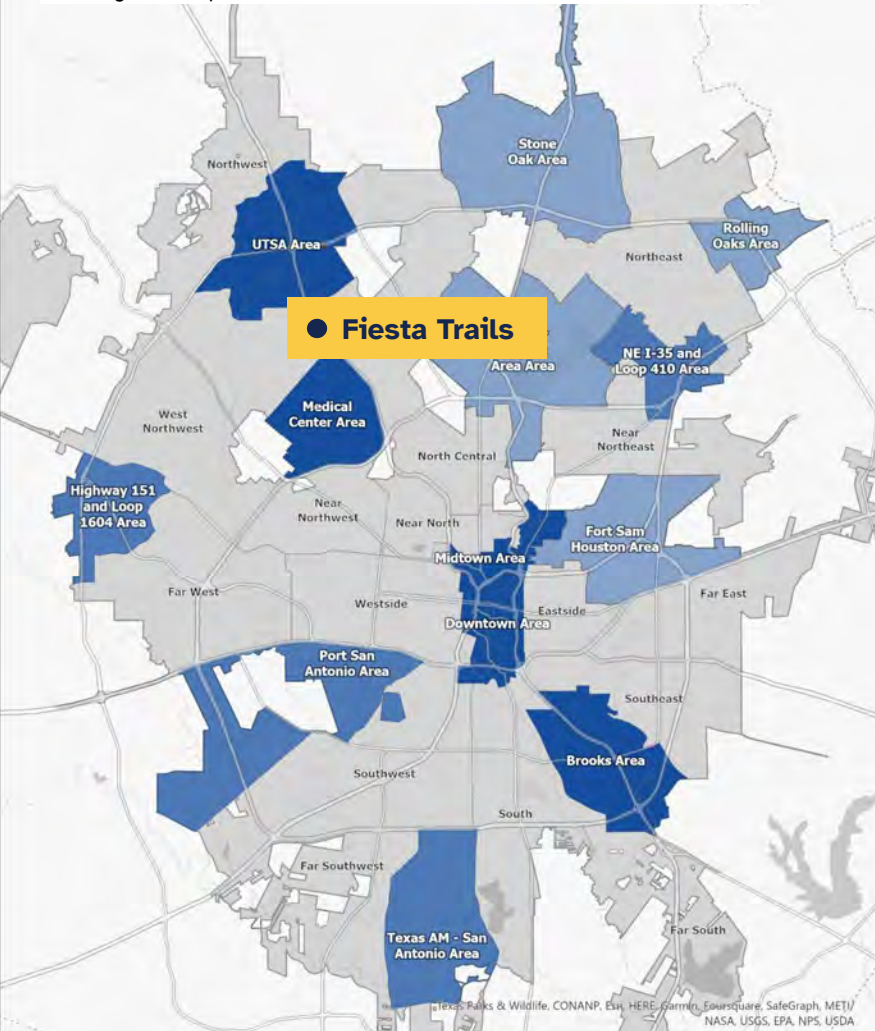 Stone
Oak Area
Northwest
Rolling
Oaks Area
UTSA Area
Northeast
Fiesta Trails
NE I-35 and
Loop 410 Area
Area Area
Medical
Center Area
West
Northwest
Near
Northeast
North Central
Highway 151
and Loop
1604 Area
Near
Northwest
Near North
Fort Sam
Houston Area
Midtown Area
Far West
Far East
Westside
Eastside
Downtown Area
Port San
Antonio Area
Southeast
Brooks Area
Southwest
South
Far Southwest
Far South
Texas AM - San
Antonio Area
Texas Parks & Wildlife, CONANP, Esri, HERE, Garmin, Foursquare, SafeGraph, METI/
NASA, USGS, EPA, NPS, USDA